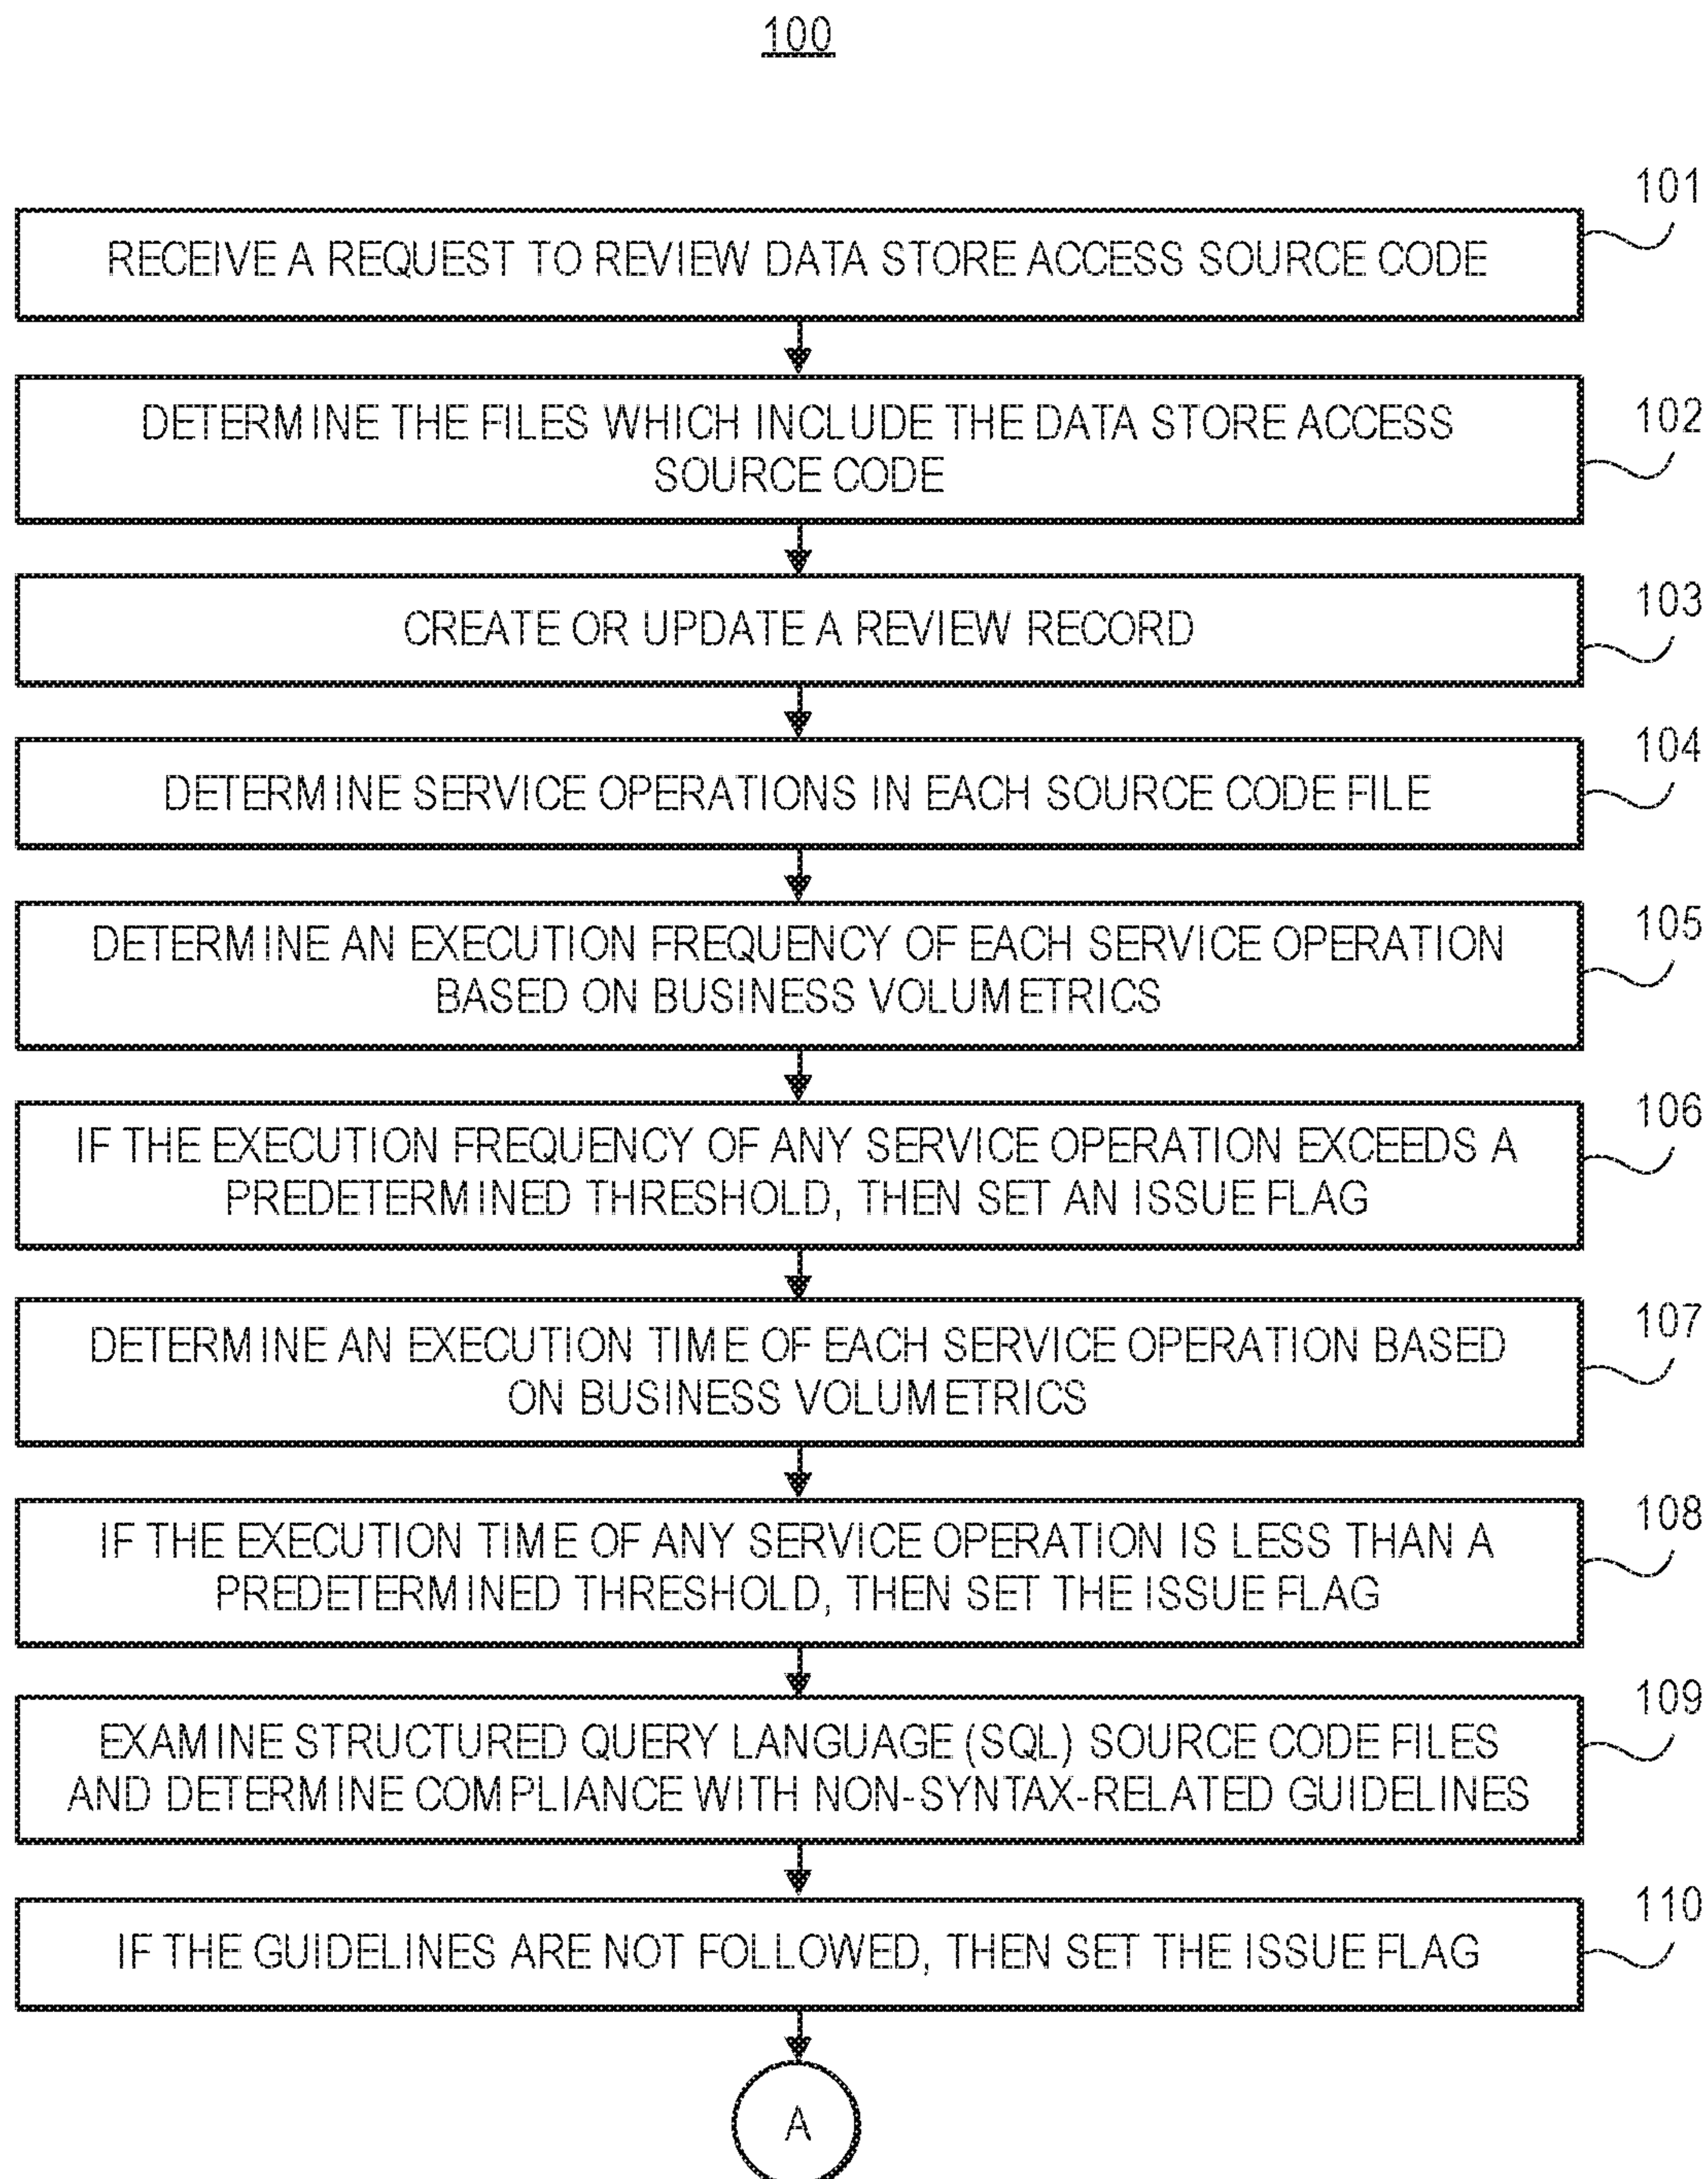 100
101
RECEIVE A REQUEST TO REVIEW DATA STORE ACCESS SOURCE CODE
102
DETERMINE THE FILES WHICH INCLUDE THE DATA STORE ACCESS
SOURCE CODE
103
CREATE OR UPDATE A REVIEW RECORD
104
DETERMINE SERVICE OPERATIONS IN EACH SOURCE CODE FILE
105
DETERMINE AN EXECUTION FREQUENCY OF EACH SERVICE OPERATION
BASED ON BUSINESS VOLUMETRICS
106
IF THE EXECUTION FREQUENCY OF ANY SERVICE OPERATION EXCEEDS A
PREDETERMINED THRESHOLD, THEN SET AN ISSUE FLAG
107
DETERMINE AN EXECUTION TIME OF EACH SERVICE OPERATION BASED
ON BUSINESS VOLUMETRICS
108
IF THE EXECUTION TIME OF ANY SERVICE OPERATION IS LESS THAN A
PREDETERMINED THRESHOLD, THEN SET THE ISSUE FLAG
109
EXAMINE STRUCTURED QUERY LANGUAGE (SQL) SOURCE CODE FILES
AND DETERMINE COMPLIANCE WITH NON-SYNTAX-RELATED GUIDELINES
110
IF THE GUIDELINES ARE NOT FOLLOWED, THEN SET THE ISSUE FLAG
A